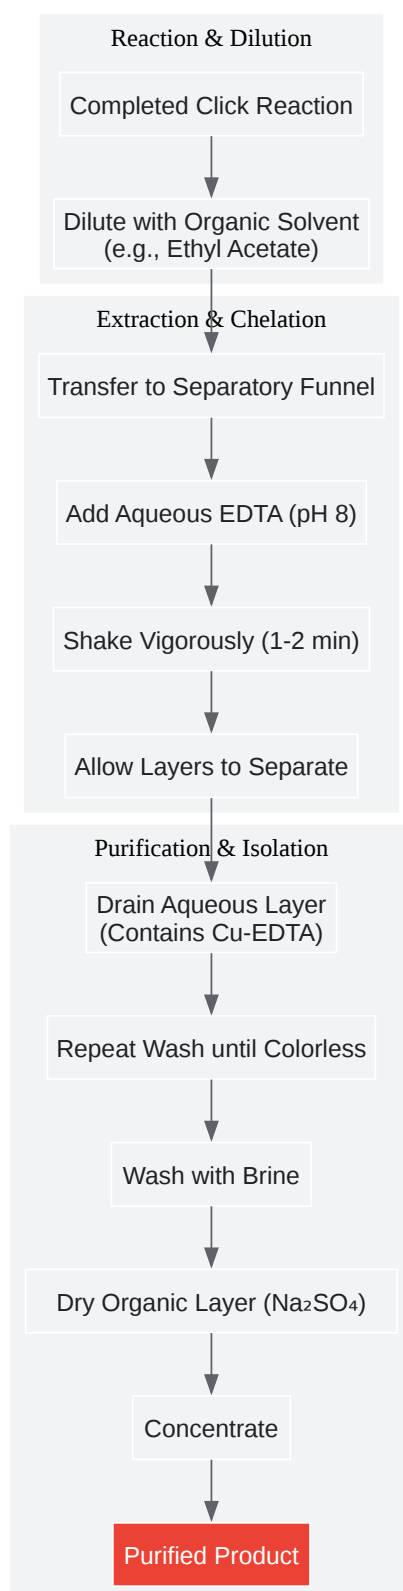 Reaction & Dilution
Completed Click Reaction
Dilute with Organic Solvent
(e.g., Ethyl Acetate)
Extraction & Chelation
Transfer to Separatory Funnel
Add Aqueous EDTA (pH 8)
Shake Vigorously (1-2 min)
Allow Layers to Separate
Purification & Isolation
Drain Aqueous Layer
(Contains Cu-EDTA)
Repeat Wash until Colorless
Wash with Brine
Dry Organic Layer (Na₂SO₄)
Concentrate
Purified Product